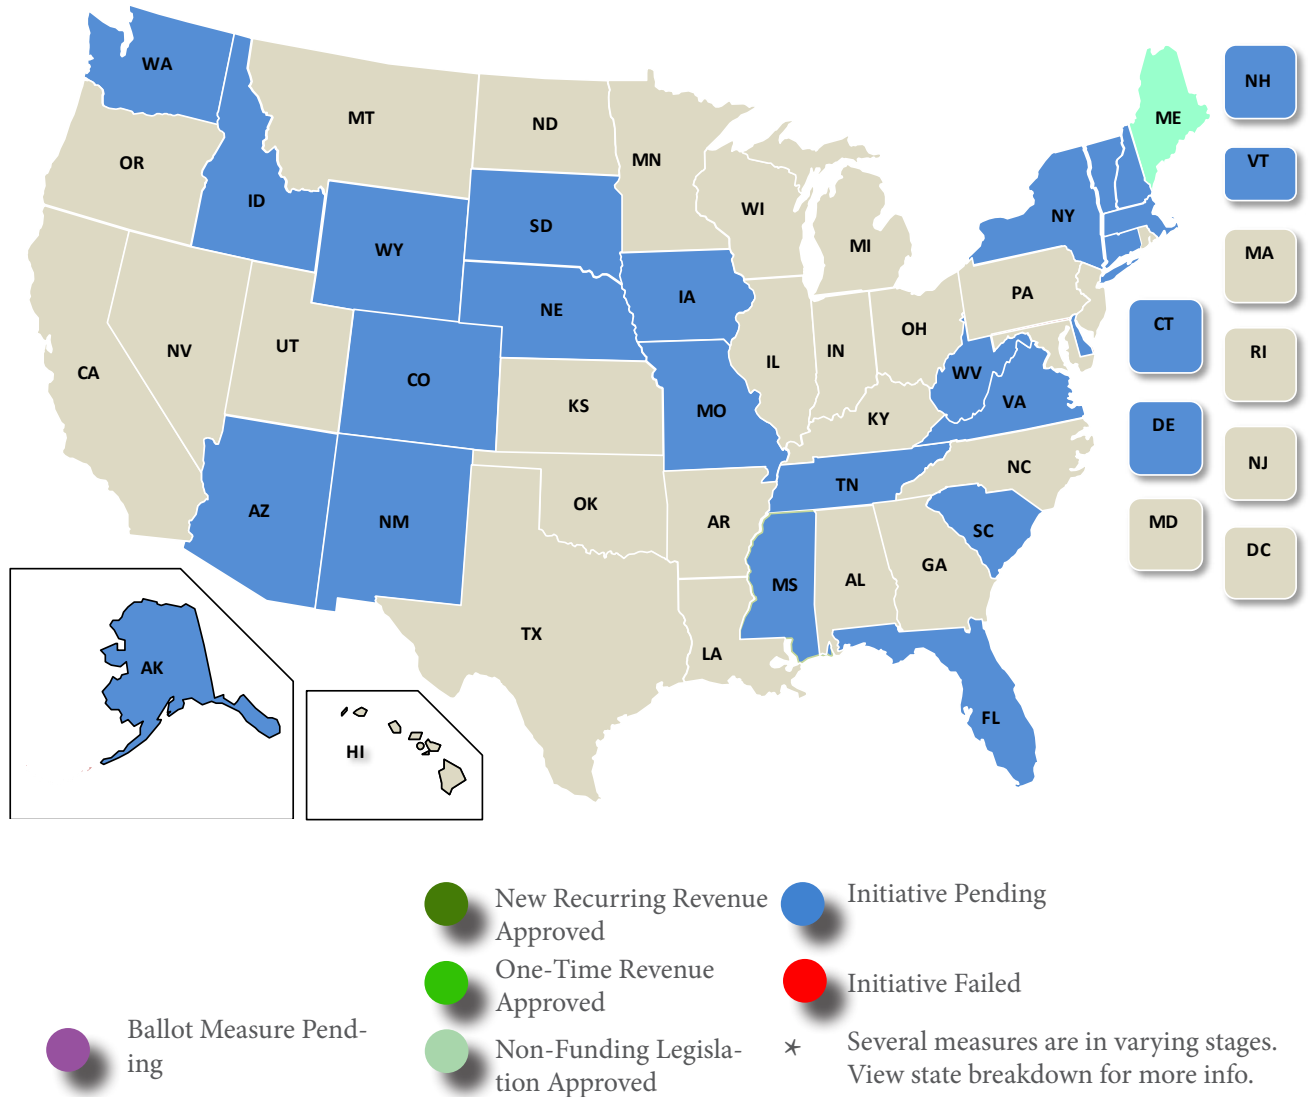 WA
MT
ND
OR
MN
ID
WI
MI
WY
SD
NY
ME
NH
VT
MA
NE
IA
PA
CT
RI
NV
UT
CA
CO
KS
MO
IL
IN
OH
WV
VA
KY
DE
NJ
MD
DC
AZ
NM
OK
AR
TN
NC
SC
MS
AL
GA
TX
LA
FL
AK
HI
New Recurring Revenue
Approved
One-Time Revenue
Approved
Non-Funding Legisla-
tion Approved
Initiative Pending
Initiative Failed
* Several measures are in varying stages.
View state breakdown for more info.
Ballot Measure Pend-
ing